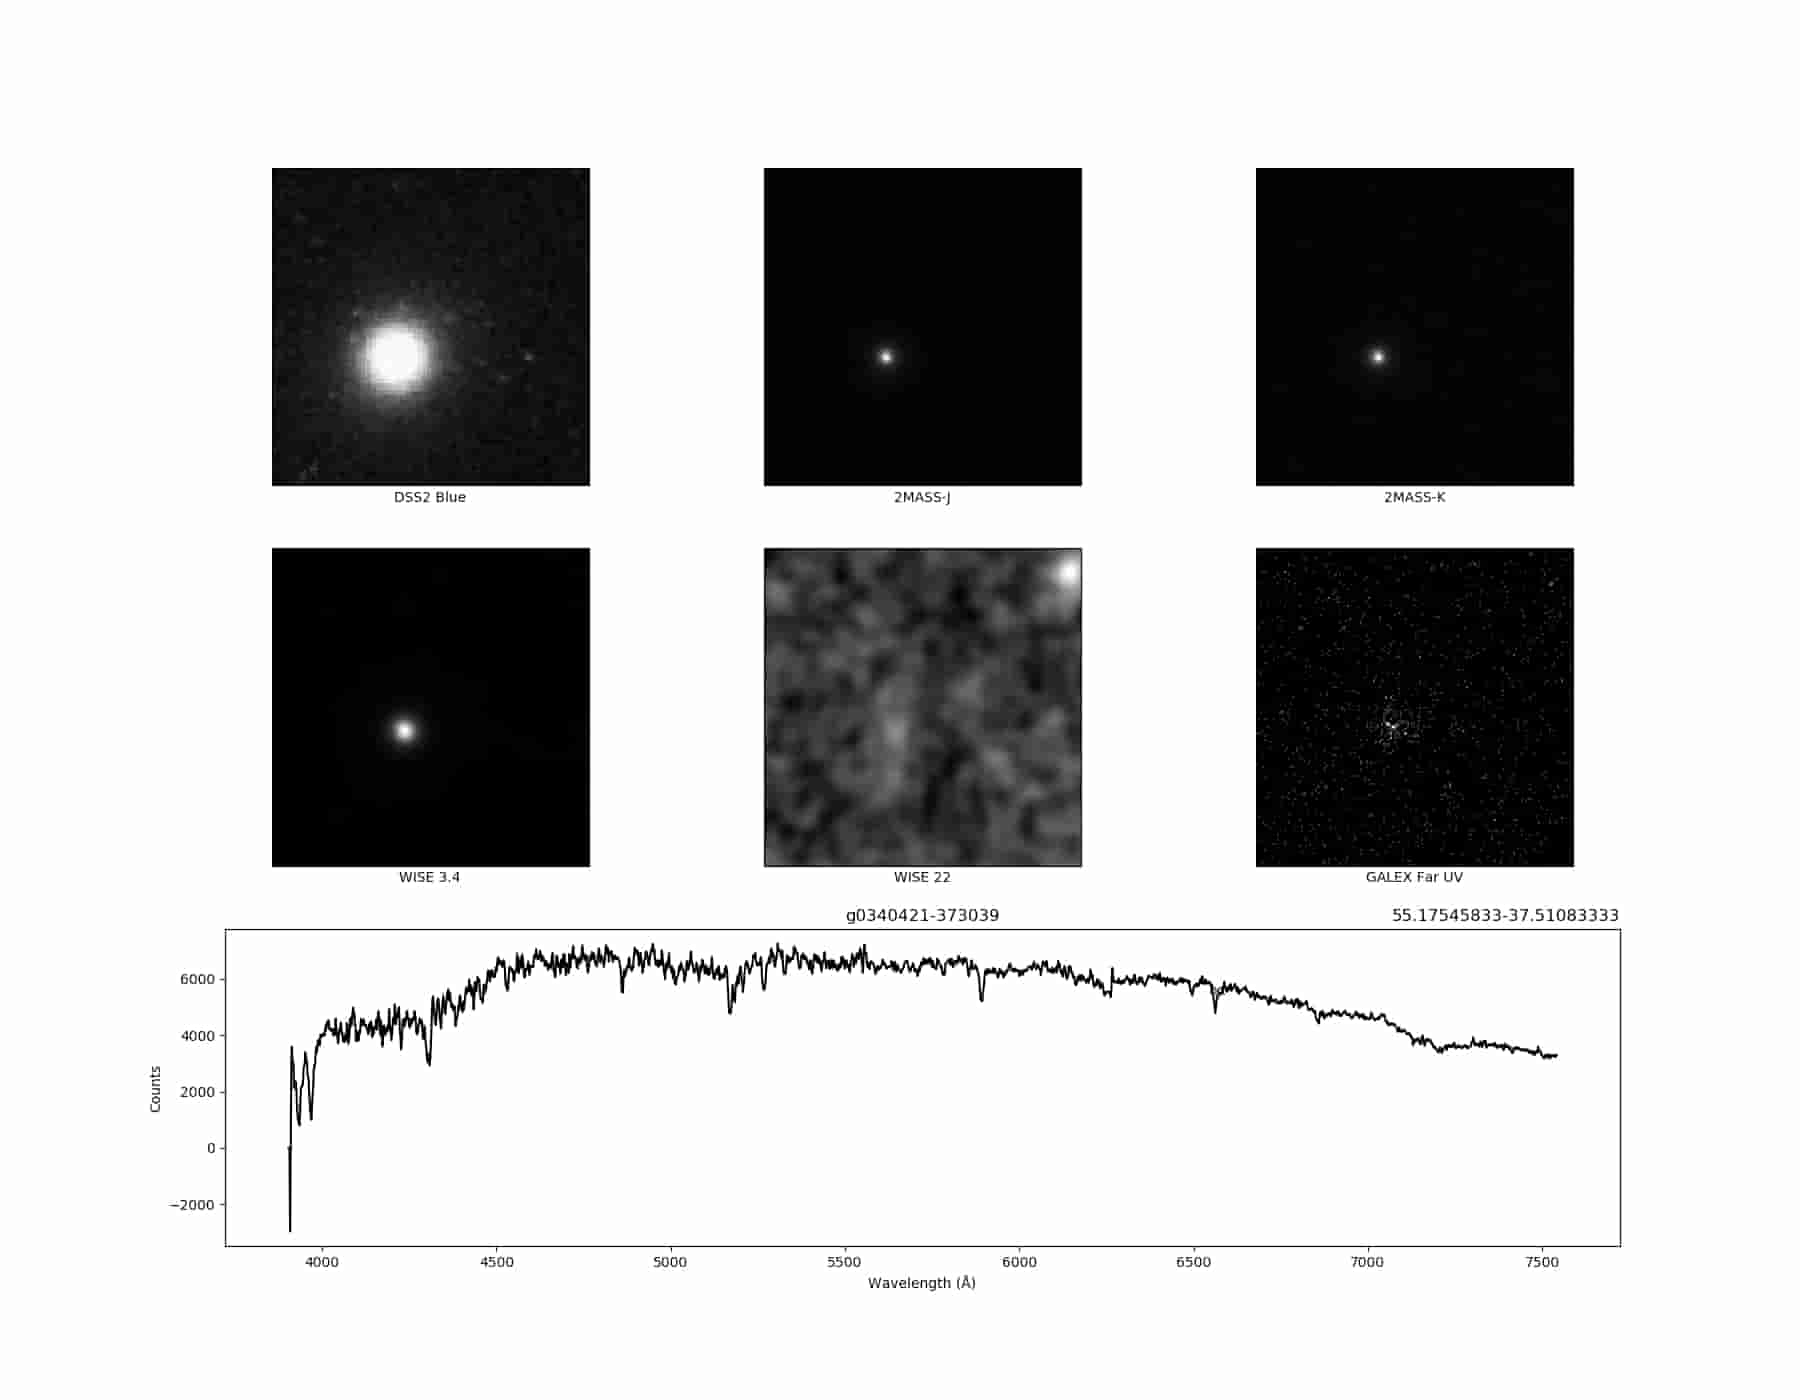 DSS2 Blue
2MASS-J
2MASS-K
WISE 3.4
WISE 22
GALEX Far UV
g0340421-373039
55.17545833-37.51083333
Counts
6000
4000
2000
0
−2000
4000
4500
5000
5500
6000
6500
7000
7500
Wavelength (Å)